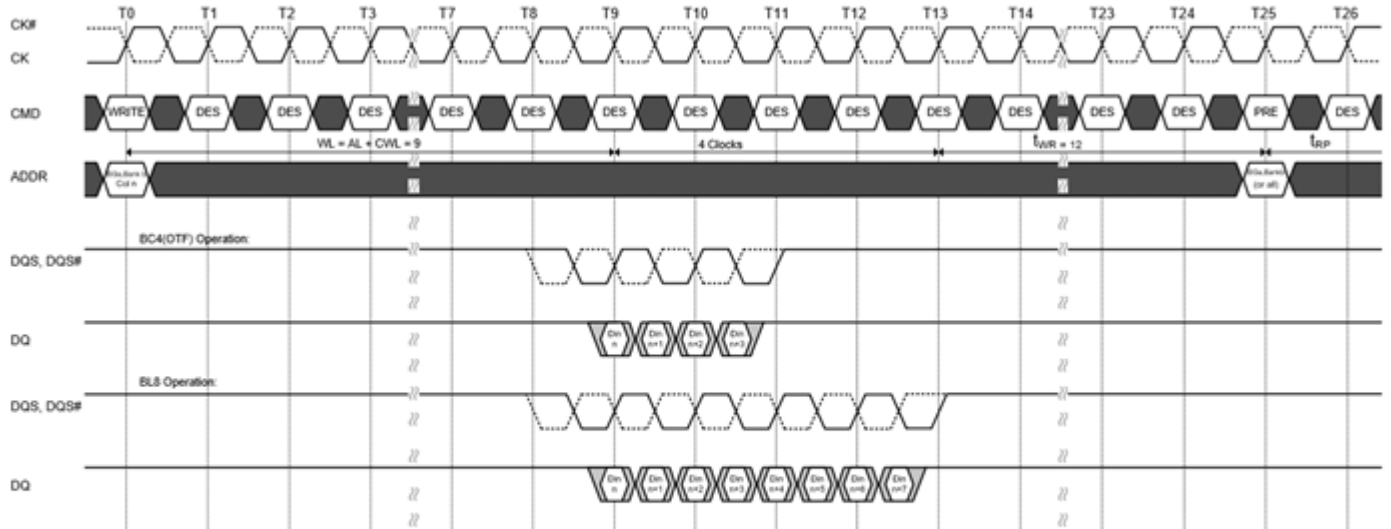 T0 T1 T2 T3 T7 T8 T9 T10 T11 T12 T13 T14 T23 T24 T25 T26
CK#
CK
CMD WRITE DES DES DES DES DES DES DES DES DES DES DES DES DES PRE DES
WL = AL + CWL = 9 4 Clocks tWR = 12 tRP
ADDR
Col n (or all)
BC4(OTF) Operation:
DQS, DQS#
DQ Din n Din n+1 Din n+2 Din n+3
BL8 Operation:
DQS, DQS#
DQ Din n Din n+1 Din n+2 Din n+3 Din n+4 Din n+5 Din n+6 Din n+7